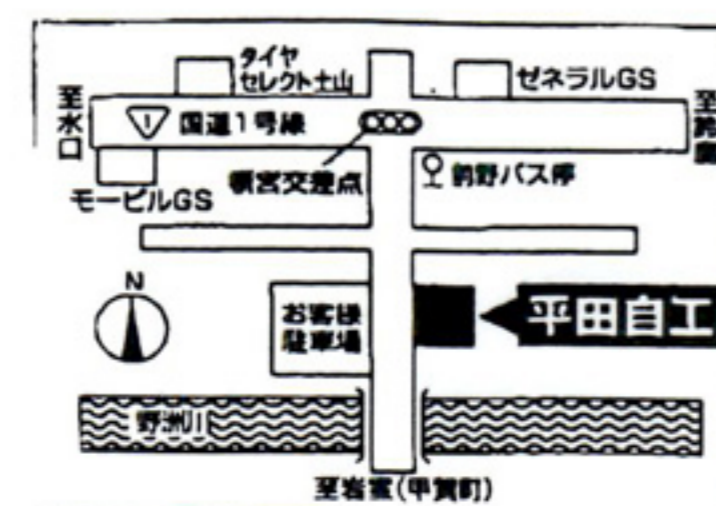 タイヤ
セレクト土山
ゼネラルGS
至水口
1
国道1号線
至鈴鹿
頓宮交差点
前野バス停
モービルGS
N
お客様
駐車場
平田自工
野洲川
至岩室(甲賀町)